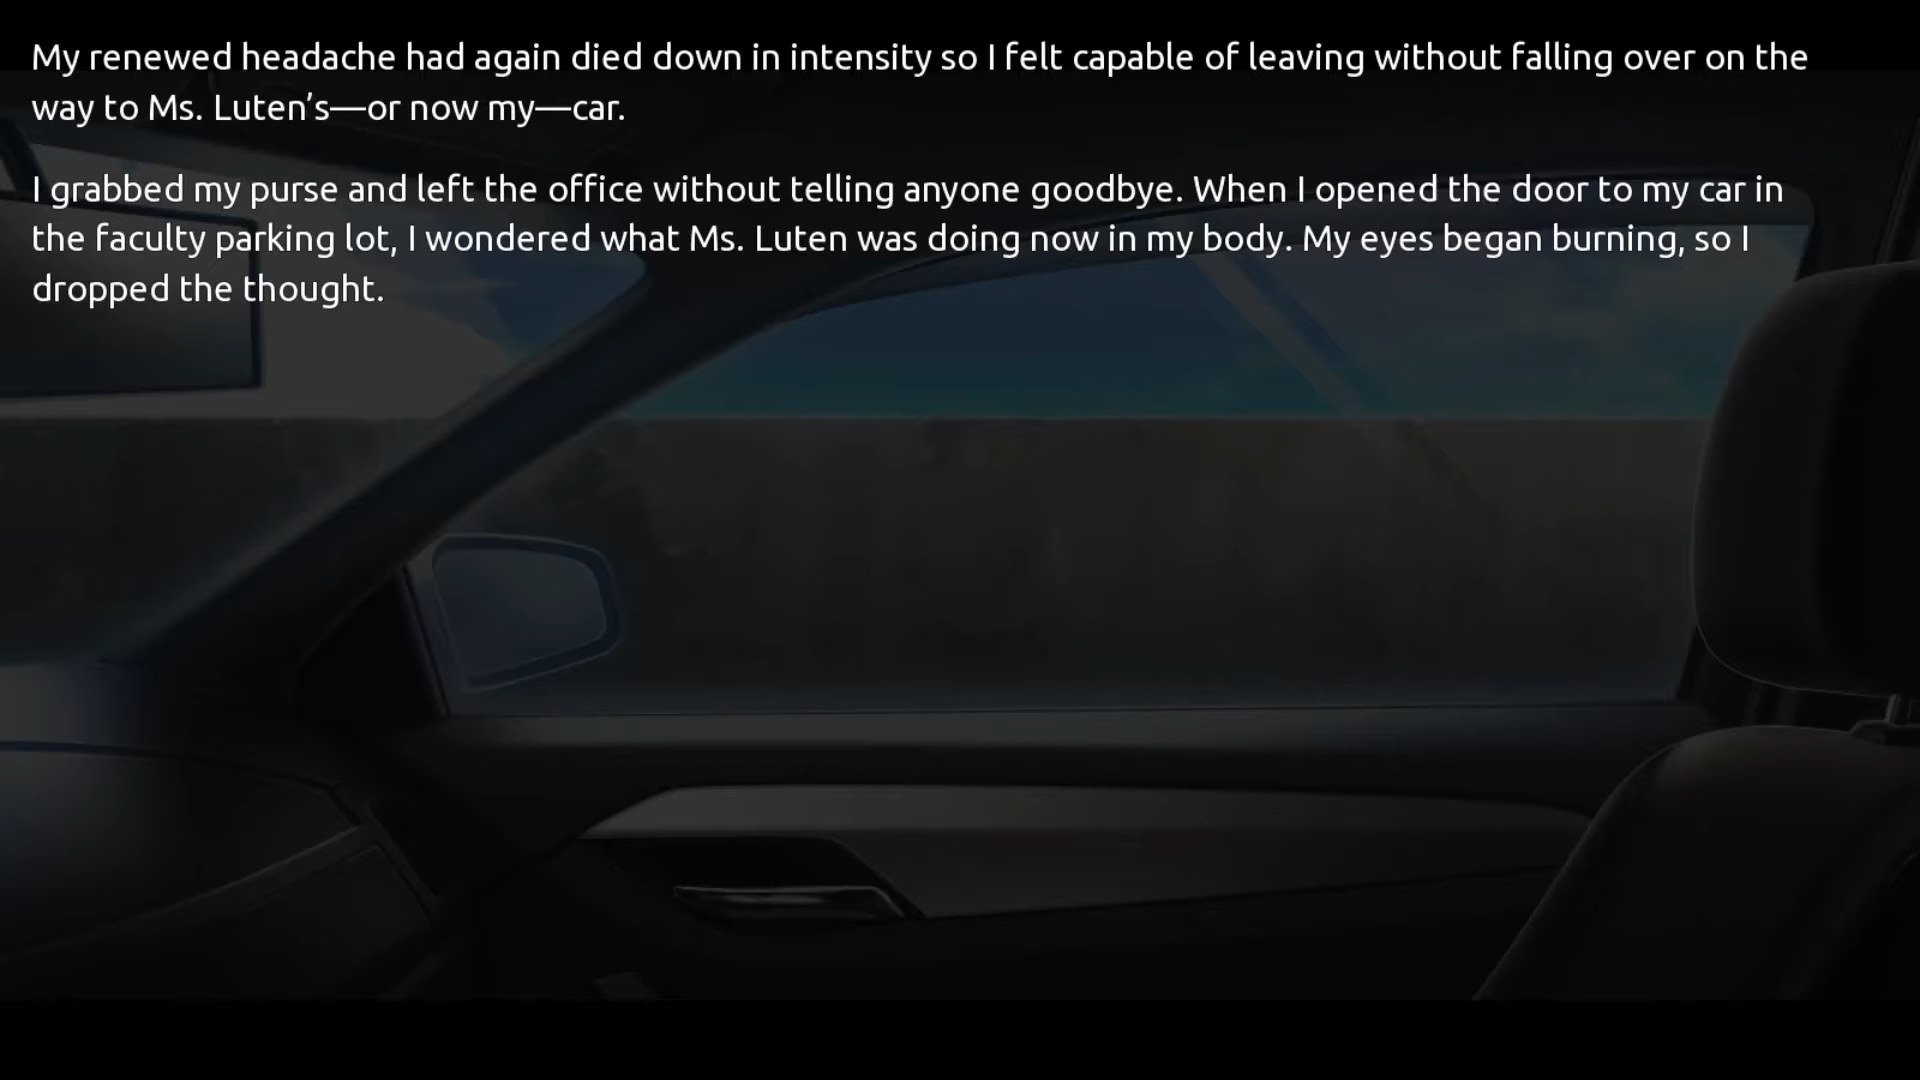 My renewed headache had again died down in intensity so I felt capable of leaving without falling over on the
way to Ms. Luten’s—or now my—car.
I grabbed my purse and left the office without telling anyone goodbye. When I opened the door to my car in
the faculty parking lot, I wondered what Ms. Luten was doing now in my body. My eyes began burning, so I
dropped the thought.